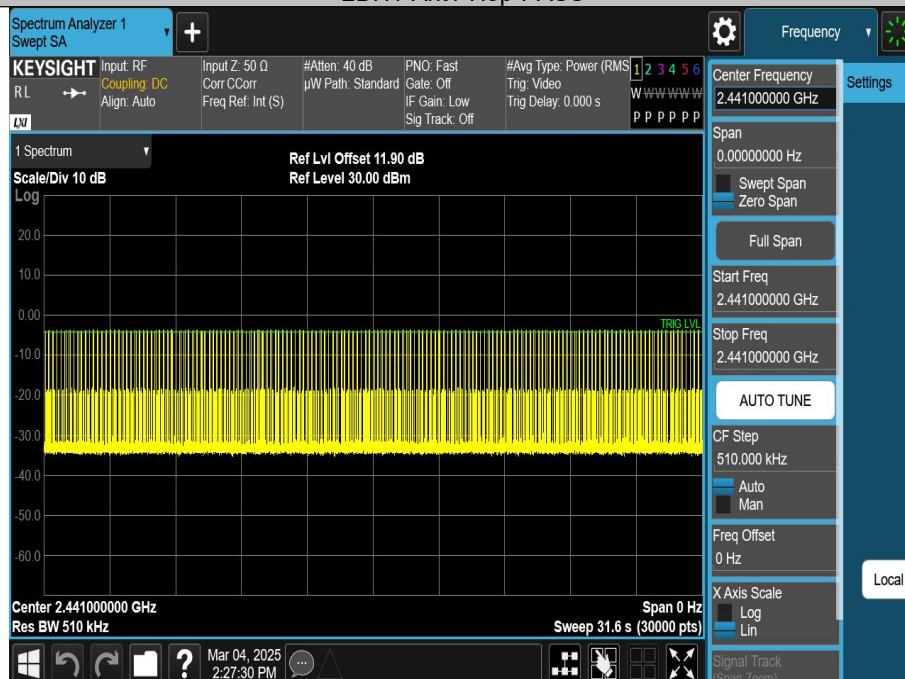 Spectrum Analyzer 1
Swept SA
Frequency
KEYSIGHT
RL
LXI
Input: RF
Coupling: DC
Align: Auto
Input Z: 50 Ω
Corr CCorr
Freq Ref: Int (S)
#Atten: 40 dB
µW Path: Standard
PNO: Fast
Gate: Off
IF Gain: Low
Sig Track: Off
#Avg Type: Power (RMS
Trig: Video
Trig Delay: 0.000 s
1 2 3 4 5 6
W W W W W W
P P P P P P
1 Spectrum
Scale/Div 10 dB
Log
Ref Lvl Offset 11.90 dB
Ref Level 30.00 dBm
20.0
10.0
0.00
TRIG LVL
-10.0
-20.0
-30.0
-40.0
-50.0
-60.0
Center 2.441000000 GHz
Res BW 510 kHz
Span 0 Hz
Sweep 31.6 s (30000 pts)
Center Frequency
2.441000000 GHz
Settings
Span
0.00000000 Hz
Swept Span
Zero Span
Full Span
Start Freq
2.441000000 GHz
Stop Freq
2.441000000 GHz
AUTO TUNE
CF Step
510.000 kHz
Auto
Man
Freq Offset
0 Hz
Local
X Axis Scale
Log
Lin
Signal Track
(Span Zoom)
?
Mar 04, 2025
2:27:30 PM